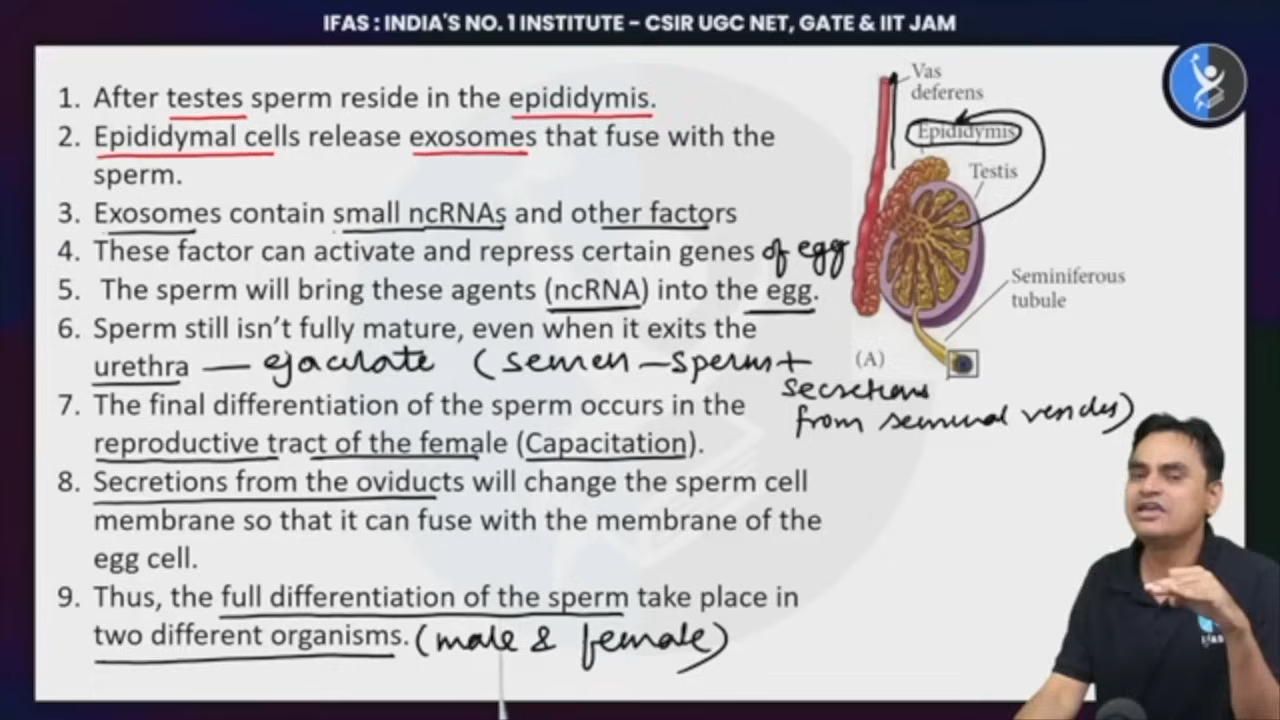 IFAS : INDIA'S NO. 1 INSTITUTE – CSIR UGC NET, GATE & IIT JAM
1. After testes sperm reside in the epididymis.
2. Epididymal cells release exosomes that fuse with the
sperm.
3. Exosomes contain small ncRNAs and other factors
4. These factor can activate and repress certain genes of egg
5. The sperm will bring these agents (ncRNA) into the egg.
6. Sperm still isn't fully mature, even when it exits the
urethra — ejaculate (semen — sperm +
secretions
from seminal vesicles)
7. The final differentiation of the sperm occurs in the
reproductive tract of the female (Capacitation).
8. Secretions from the oviducts will change the sperm cell
membrane so that it can fuse with the membrane of the
egg cell.
9. Thus, the full differentiation of the sperm take place in
two different organisms. (male & female)
Vas
deferens
Epididymis
Testis
Seminiferous
tubule
(A)